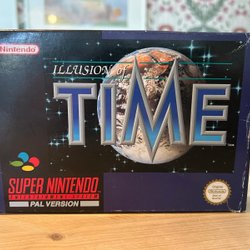 Nintendo
ILLUSION of
TIME
SUPER NINTENDO
ENTERTAINMENT SYSTEM
PAL VERSION